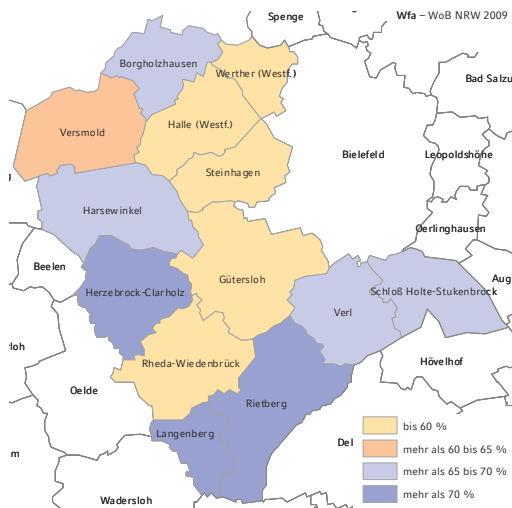 Spenge
Wfa – WoB NRW 2009
Borgholzhausen
Werther (Westf.)
Bad Salzu
Halle (Westf.)
Versmold
Bielefeld
Leopoldshöhe
Steinhagen
Harsewinkel
Oerlinghausen
Beelen
Gütersloh
Aug
Herzebrock-Clarholz
Schloß Holte-Stukenbrock
Verl
rloh
Rheda-Wiedenbrück
Hövelhof
Oelde
Rietberg
Langenberg
Del
m
Wadersloh
bis 60 %
mehr als 60 bis 65 %
mehr als 65 bis 70 %
mehr als 70 %